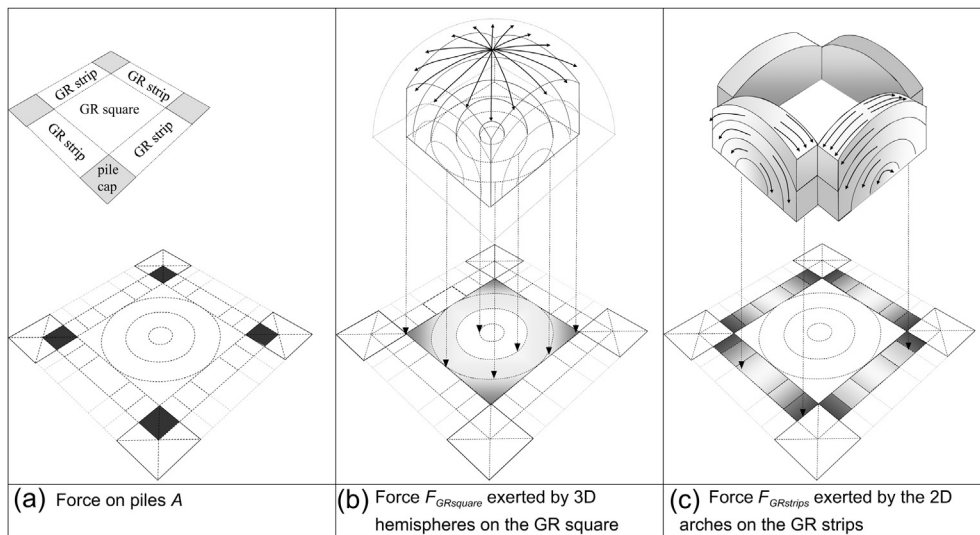 GR strip
GR strip
GR square
GR strip
GR strip
pile
cap
(a) Force on piles A
(b) Force F_GRsquare exerted by 3D
hemispheres on the GR square
(c) Force F_GRstrips exerted by the 2D
arches on the GR strips